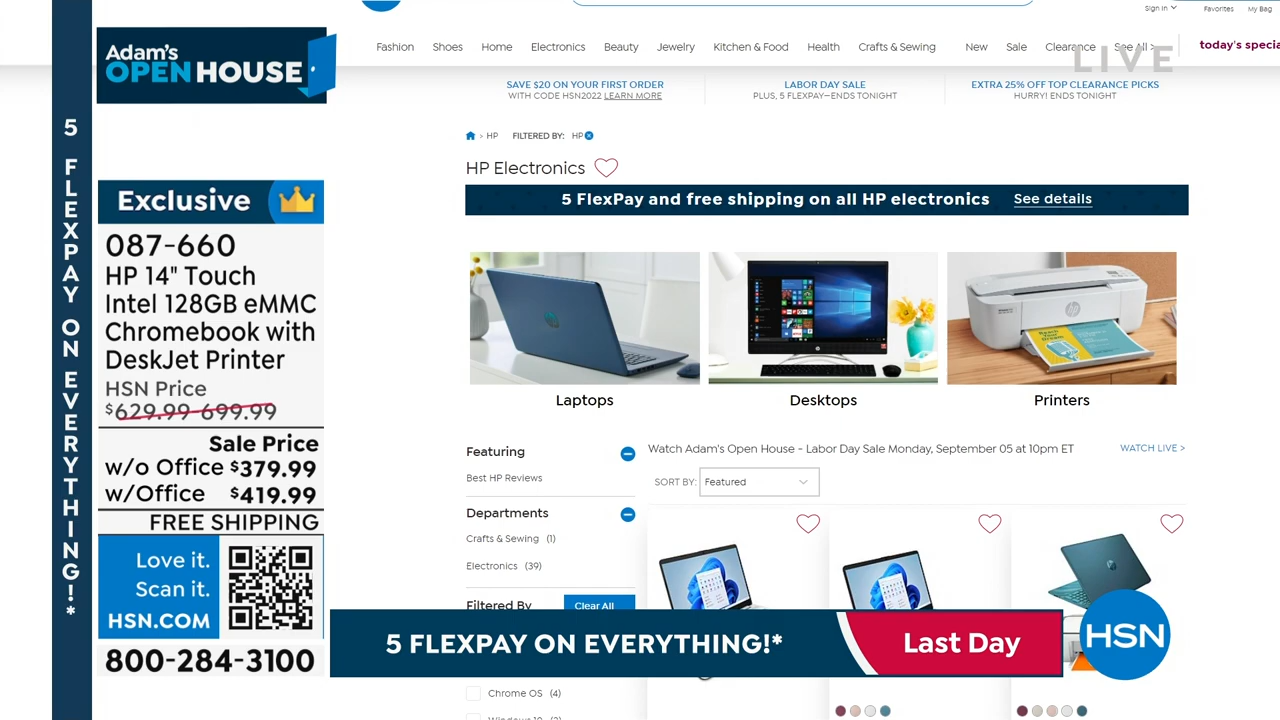 Sign In
Favorites
My Bag
Adam's
OPEN HOUSE
Fashion
Shoes
Home
Electronics
Beauty
Jewelry
Kitchen & Food
Health
Crafts & Sewing
New
Sale
Clearance
See All >
today's specia
LIVE
SAVE $20 ON YOUR FIRST ORDER
WITH CODE HSN2022 LEARN MORE
LABOR DAY SALE
PLUS, 5 FLEXPAY—ENDS TONIGHT
EXTRA 25% OFF TOP CLEARANCE PICKS
HURRY! ENDS TONIGHT
5 FLEXPAY ON EVERYTHING!*
> HP FILTERED BY: HP
HP Electronics
5 FlexPay and free shipping on all HP electronics See details
Exclusive
087-660
HP 14" Touch
Intel 128GB eMMC
Chromebook with
DeskJet Printer
HSN Price
$629.99-699.99
Sale Price
w/o Office $379.99
w/Office $419.99
FREE SHIPPING
Love it.
Scan it.
HSN.COM
800-284-3100
Laptops
Desktops
Printers
Featuring
Best HP Reviews
Departments
Crafts & Sewing (1)
Electronics (39)
Filtered By
Clear All
Watch Adam's Open House - Labor Day Sale Monday, September 05 at 10pm ET
WATCH LIVE >
SORT BY: Featured
5 FLEXPAY ON EVERYTHING!*
Last Day
HSN
Chrome OS (4)